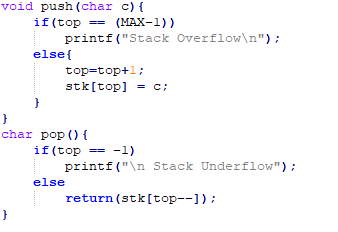 void push(char c){
    if(top == (MAX-1))
        printf("Stack Overflow\n");
    else{
        top=top+1;
        stk[top] = c;
    }
}
char pop(){
    if(top == -1)
        printf("\n Stack Underflow");
    else
        return(stk[top--]);
}